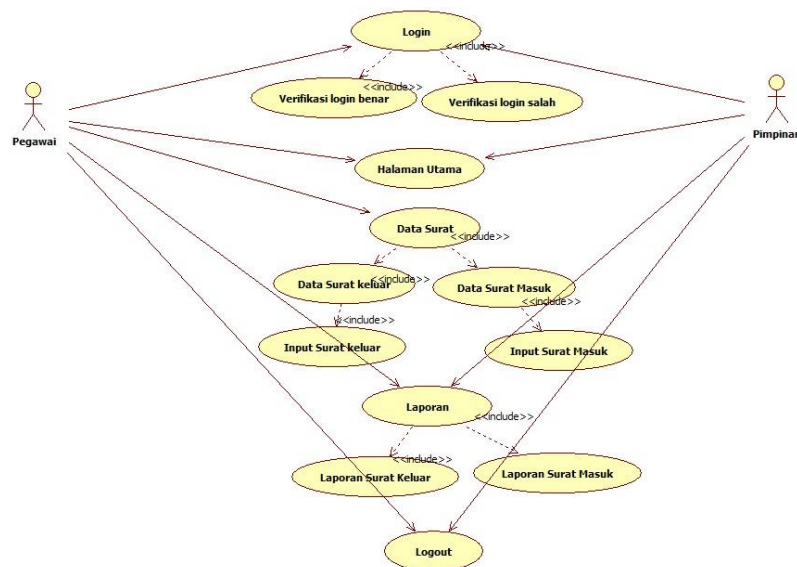 Login
<<include>>
<<include>>
Verifikasi login benar
Verifikasi login salah
Pegawai
Pimpinan
Halaman Utama
Data Surat
<<include>>
<<include>>
Data Surat keluar
Data Surat Masuk
<<include>>
<<include>>
Input Surat keluar
Input Surat Masuk
Laporan
<<include>>
<<include>>
Laporan Surat Keluar
Laporan Surat Masuk
Logout